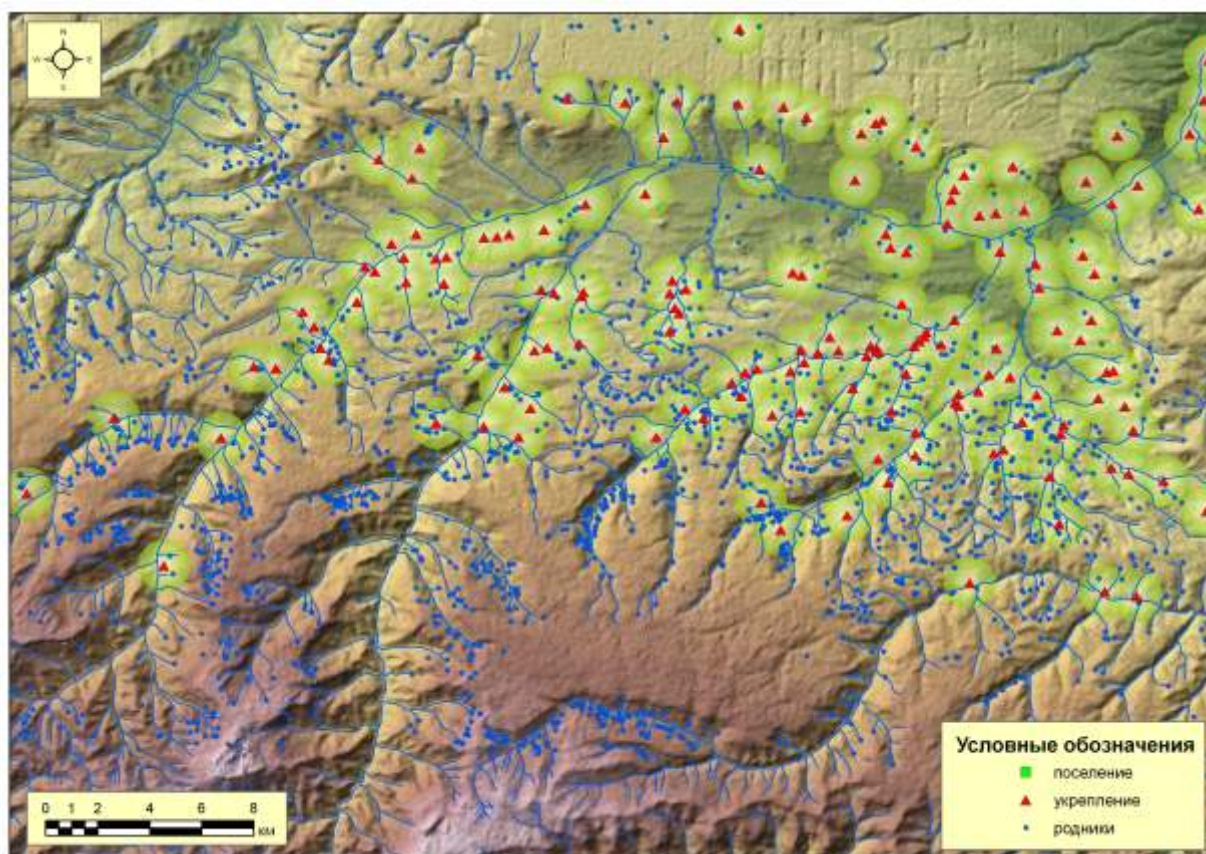 N
W E
S
Условные обозначения
поселение
укрепление
родники
0 1 2 4 6 8
км